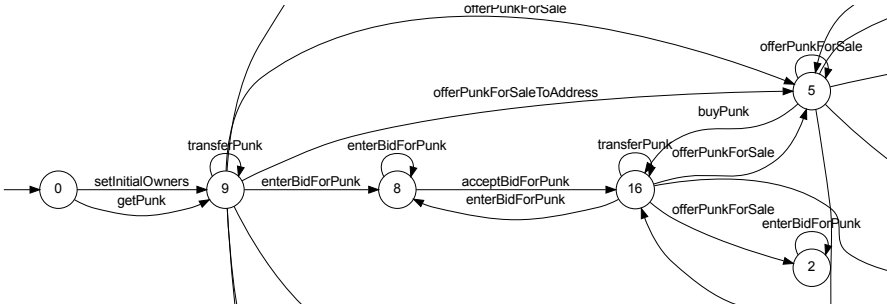 offerPunkForSale
offerPunkForSale
5
offerPunkForSaleToAddress
buyPunk
transferPunk
enterBidForPunk
transferPunk
offerPunkForSale
0
setInitialOwners
9
enterBidForPunk
8
acceptBidForPunk
16
getPunk
enterBidForPunk
offerPunkForSale
enterBidForPunk
2